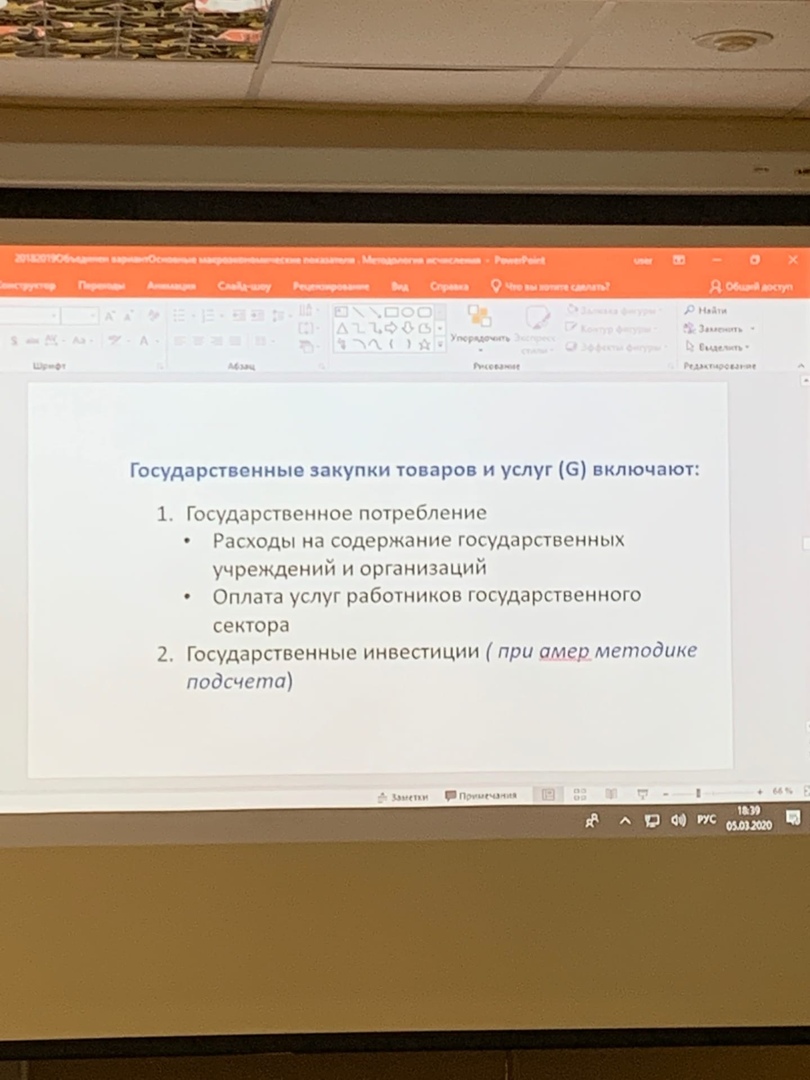 20182019Объединен вариантОсновные макроэкономические показатели . Методология исчисления - PowerPoint user
Конструктор Переходы Анимация Слайд-шоу Рецензирование Вид Справка Что вы хотите сделать? Общий доступ
Заливка фигуры Найти
Упорядочить Экспресс-стили Контур фигуры Заменить
Эффекты фигуры Выделить
Шрифт Абзац Рисование Редактирование
Государственные закупки товаров и услуг (G) включают:
1. Государственное потребление
• Расходы на содержание государственных
учреждений и организаций
• Оплата услуг работников государственного
сектора
2. Государственные инвестиции ( при амер методике
подсчета)
Заметки Примечания 66 %
РУС 18:39
05.03.2020